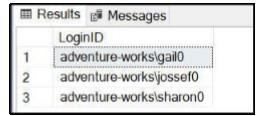 Results Messages
LoginID
1 adventure-works\gail0
2 adventure-works\jossef0
3 adventure-works\sharon0